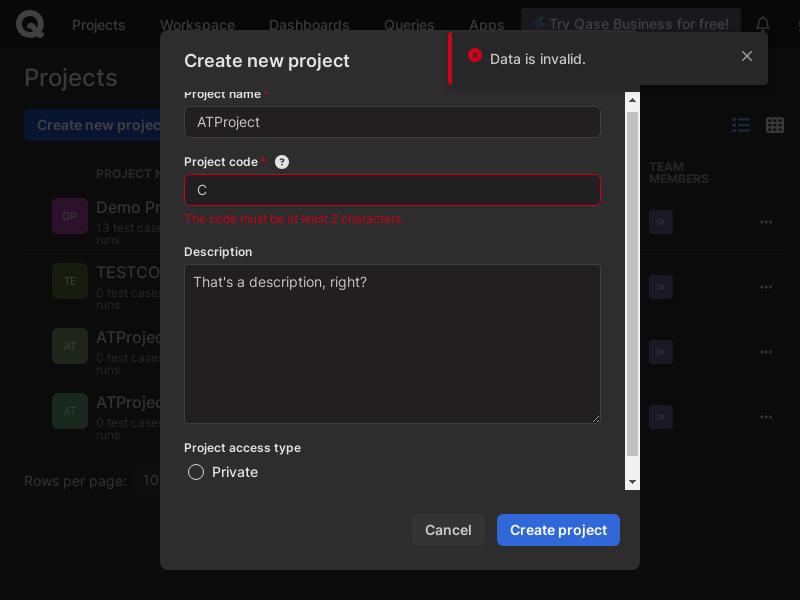 Projects Workspace Dashboards Queries Apps ⚡Try Qase Business for free!
Create new project
Data is invalid.
Projects
Project name *
ATProject
Create new projec
Project code * ?
C
The code must be at least 2 characters.
Description
That's a description, right?
Project access type
Private
Cancel
Create project
PROJECT N
TEAM
MEMBERS
DP
Demo Pr
13 test case
runs
DI
TE
TESTCO
0 test cases
runs
DI
AT
ATProjec
0 test cases
runs
DI
AT
ATProjec
0 test cases
runs
DI
Rows per page: 10